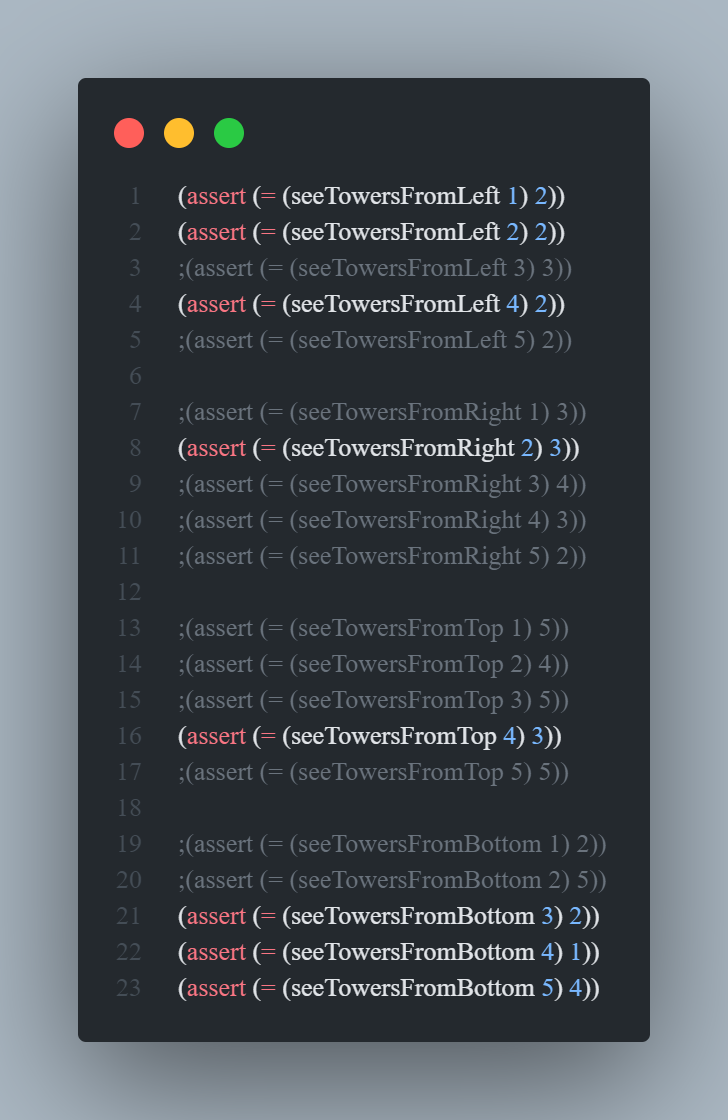 1 (assert (= (seeTowersFromLeft 1) 2))
2 (assert (= (seeTowersFromLeft 2) 2))
3 ;(assert (= (seeTowersFromLeft 3) 3))
4 (assert (= (seeTowersFromLeft 4) 2))
5 ;(assert (= (seeTowersFromLeft 5) 2))
6
7 ;(assert (= (seeTowersFromRight 1) 3))
8 (assert (= (seeTowersFromRight 2) 3))
9 ;(assert (= (seeTowersFromRight 3) 4))
10 ;(assert (= (seeTowersFromRight 4) 3))
11 ;(assert (= (seeTowersFromRight 5) 2))
12
13 ;(assert (= (seeTowersFromTop 1) 5))
14 ;(assert (= (seeTowersFromTop 2) 4))
15 ;(assert (= (seeTowersFromTop 3) 5))
16 (assert (= (seeTowersFromTop 4) 3))
17 ;(assert (= (seeTowersFromTop 5) 5))
18
19 ;(assert (= (seeTowersFromBottom 1) 2))
20 ;(assert (= (seeTowersFromBottom 2) 5))
21 (assert (= (seeTowersFromBottom 3) 2))
22 (assert (= (seeTowersFromBottom 4) 1))
23 (assert (= (seeTowersFromBottom 5) 4))